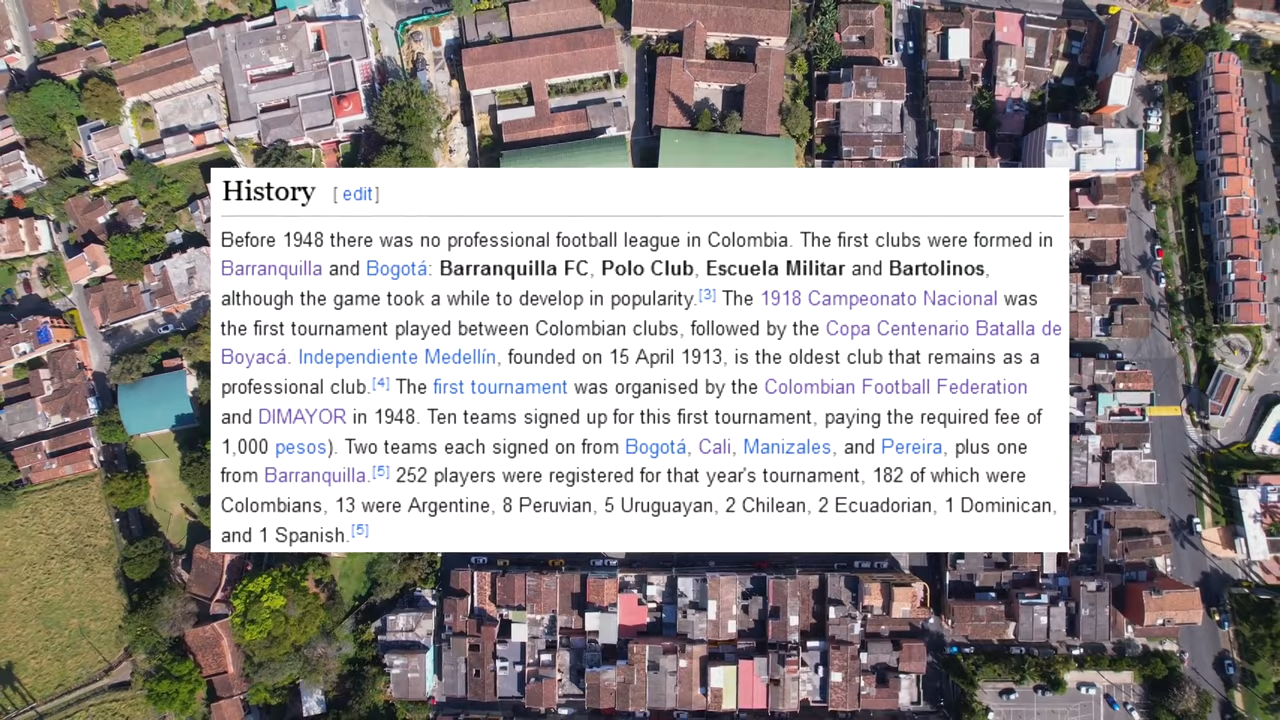 History [ edit]
Before 1948 there was no professional football league in Colombia. The first clubs were formed in
Barranquilla and Bogotá: Barranquilla FC, Polo Club, Escuela Militar and Bartolinos,
although the game took a while to develop in popularity.[3] The 1918 Campeonato Nacional was
the first tournament played between Colombian clubs, followed by the Copa Centenario Batalla de
Boyacá. Independiente Medellín, founded on 15 April 1913, is the oldest club that remains as a
professional club.[4] The first tournament was organised by the Colombian Football Federation
and DIMAYOR in 1948. Ten teams signed up for this first tournament, paying the required fee of
1,000 pesos). Two teams each signed on from Bogotá, Cali, Manizales, and Pereira, plus one
from Barranquilla.[5] 252 players were registered for that year's tournament, 182 of which were
Colombians, 13 were Argentine, 8 Peruvian, 5 Uruguayan, 2 Chilean, 2 Ecuadorian, 1 Dominican,
and 1 Spanish.[5]